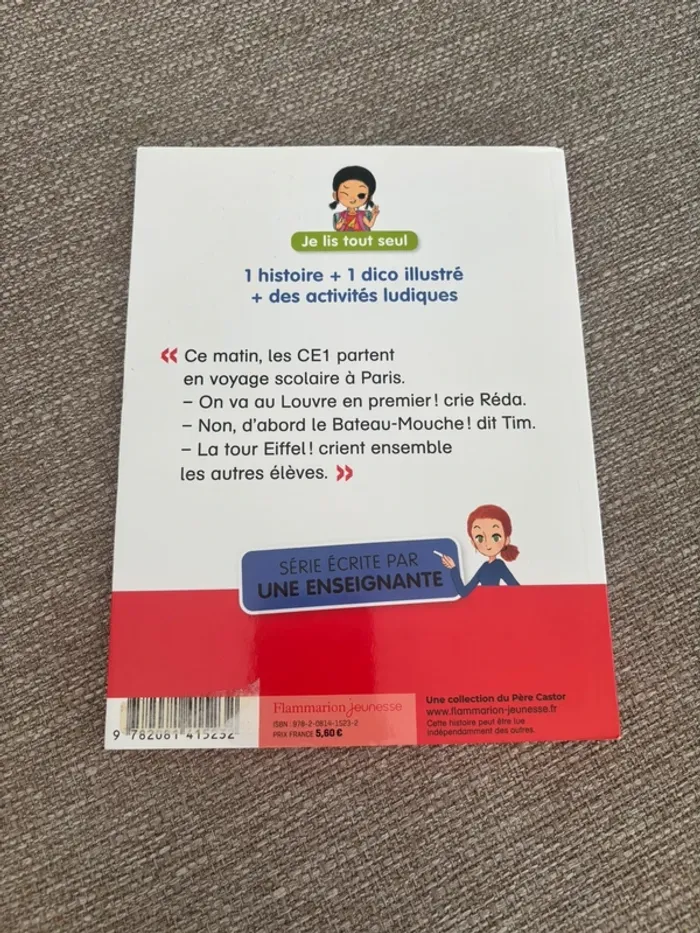 Je lis tout seul
1 histoire + 1 dico illustré
+ des activités ludiques
« Ce matin, les CE1 partent
en voyage scolaire à Paris.
– On va au Louvre en premier ! crie Réda.
– Non, d'abord le Bateau-Mouche ! dit Tim.
– La tour Eiffel ! crient ensemble
les autres élèves. »
SÉRIE ÉCRITE PAR
UNE ENSEIGNANTE
9 782081 415232
Flammarion jeunesse
ISBN : 978-2-0814-1523-2
PRIX FRANCE 5,60 €
Une collection du Père Castor
www.flammarion-jeunesse.fr
Cette histoire peut être lue
indépendamment des autres.